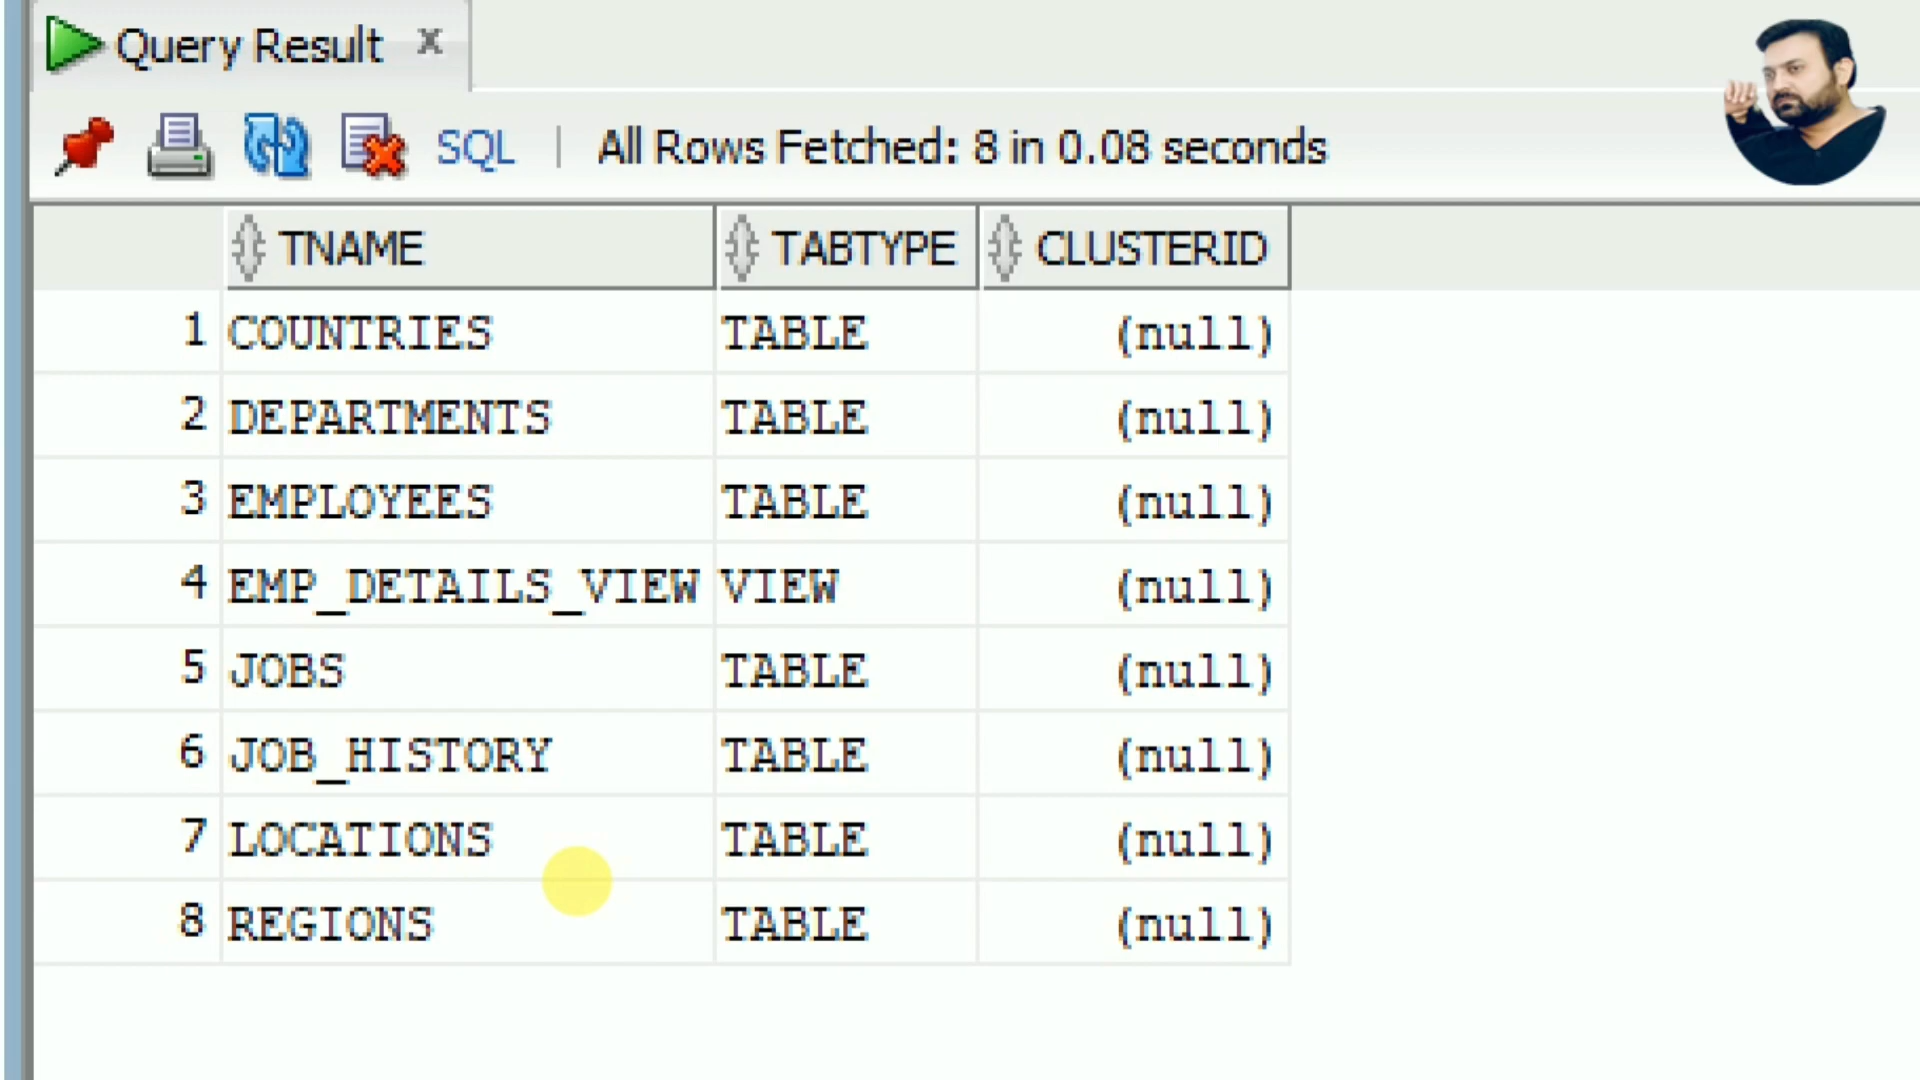 Query Result x
SQL | All Rows Fetched: 8 in 0.08 seconds
TNAME TABTYPE CLUSTERID
1 COUNTRIES TABLE (null)
2 DEPARTMENTS TABLE (null)
3 EMPLOYEES TABLE (null)
4 EMP_DETAILS_VIEW VIEW (null)
5 JOBS TABLE (null)
6 JOB_HISTORY TABLE (null)
7 LOCATIONS TABLE (null)
8 REGIONS TABLE (null)